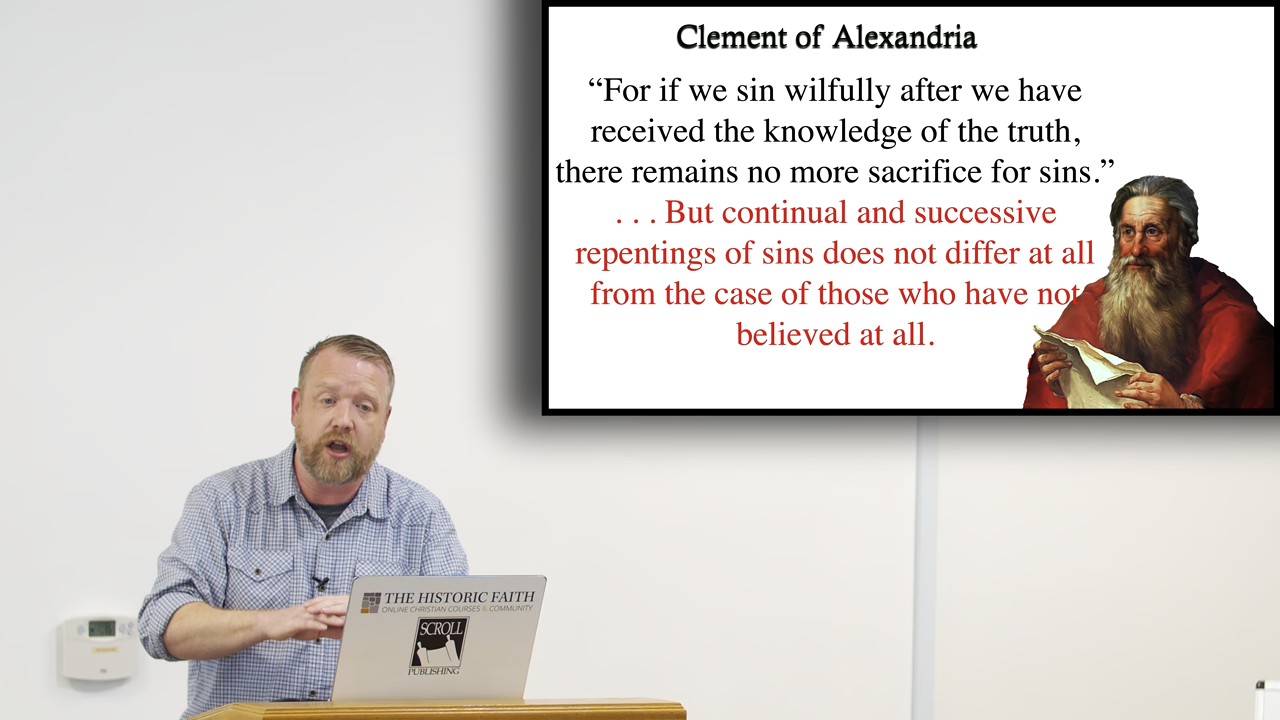 Clement of Alexandria
“For if we sin wilfully after we have
received the knowledge of the truth,
there remains no more sacrifice for sins.”
. . . But continual and successive
repentings of sins does not differ at all
from the case of those who have not
believed at all.
THE HISTORIC FAITH
ONLINE CHRISTIAN COURSES & COMMUNITY
SCROLL
PUBLISHING